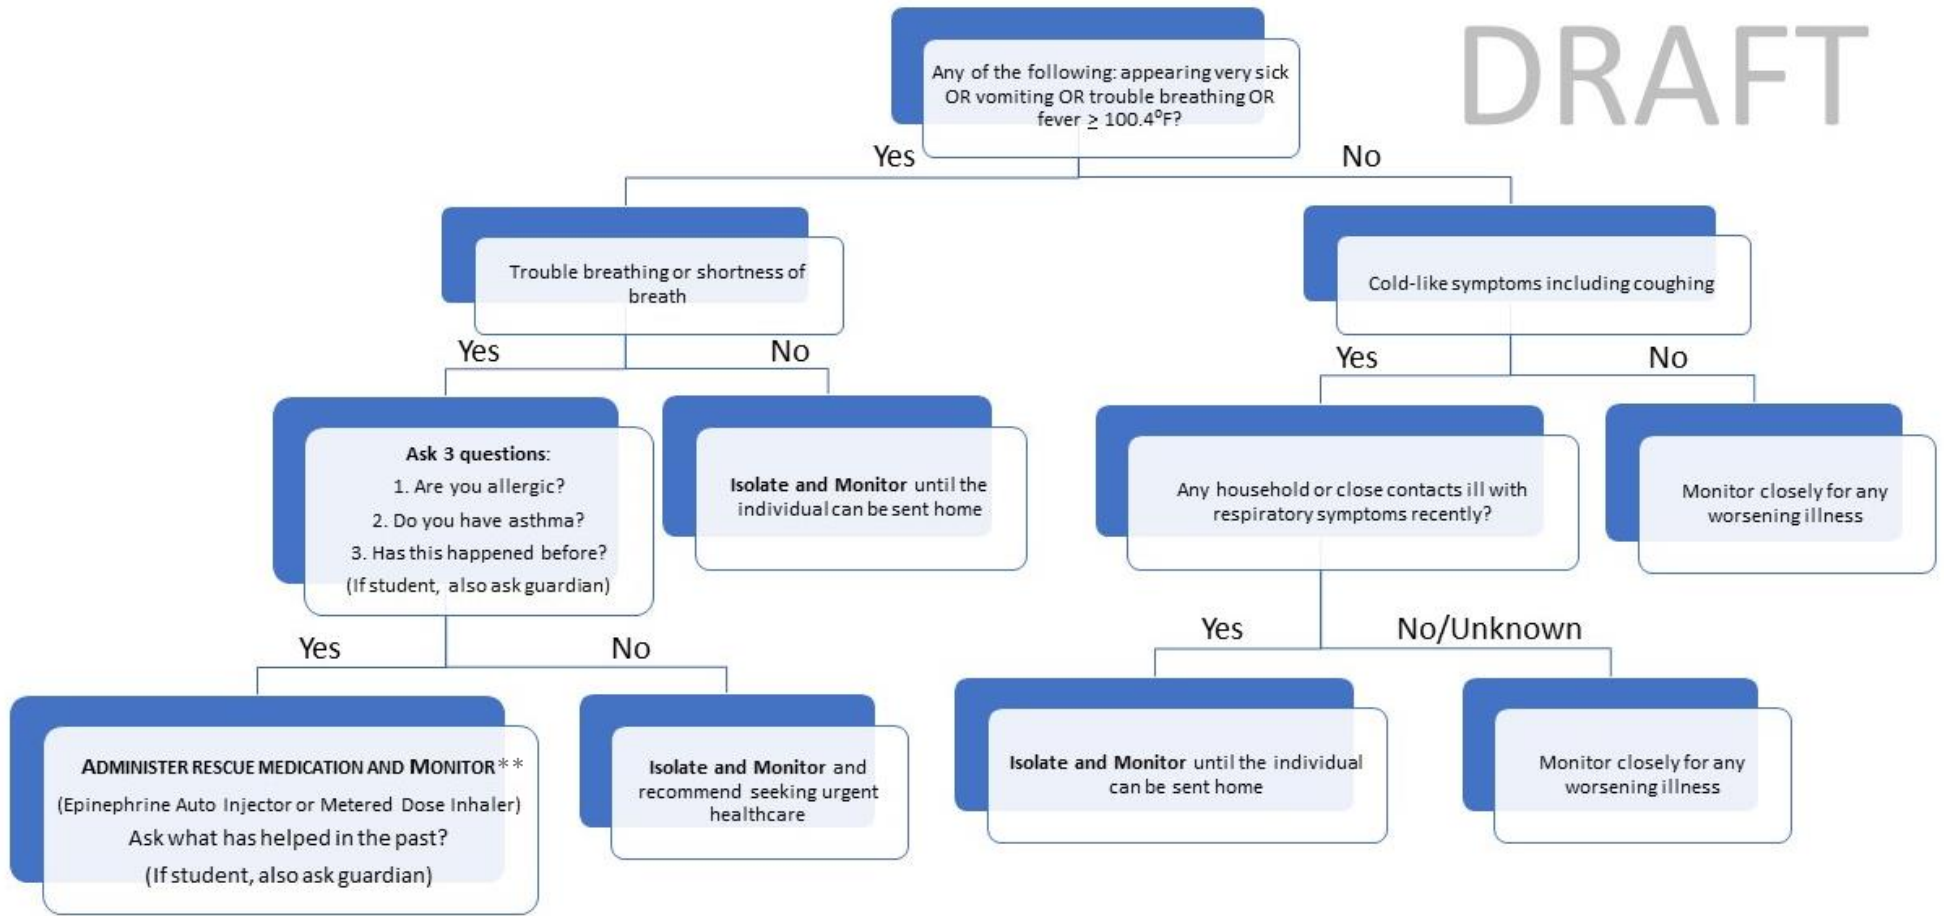 DRAFT
Any of the following: appearing very sick
OR vomiting OR trouble breathing OR
fever ≥ 100.4⁰F?
Yes
No
Trouble breathing or shortness of
breath
Cold-like symptoms including coughing
Yes
No
Yes
No
Ask 3 questions:
1. Are you allergic?
2. Do you have asthma?
3. Has this happened before?
(If student, also ask guardian)
Isolate and Monitor until the
individual can be sent home
Any household or close contacts ill with
respiratory symptoms recently?
Monitor closely for any
worsening illness
Yes
No
Yes
No/Unknown
ADMINISTER RESCUE MEDICATION AND MONITOR**
(Epinephrine Auto Injector or Metered Dose Inhaler)
Ask what has helped in the past?
(If student, also ask guardian)
Isolate and Monitor and
recommend seeking urgent
healthcare
Isolate and Monitor until the individual
can be sent home
Monitor closely for any
worsening illness